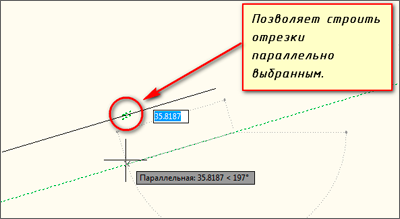 Позволяет строить
отрезки
параллельно
выбранным.
35.8187
Параллельная: 35.8187 < 197°